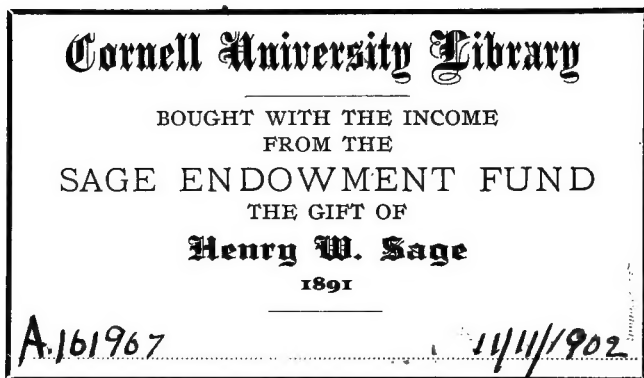 Cornell University Library
BOUGHT WITH THE INCOME
FROM THE
SAGE ENDOWMENT FUND
THE GIFT OF
Henry W. Sage
1891
A.161967 11/11/1902